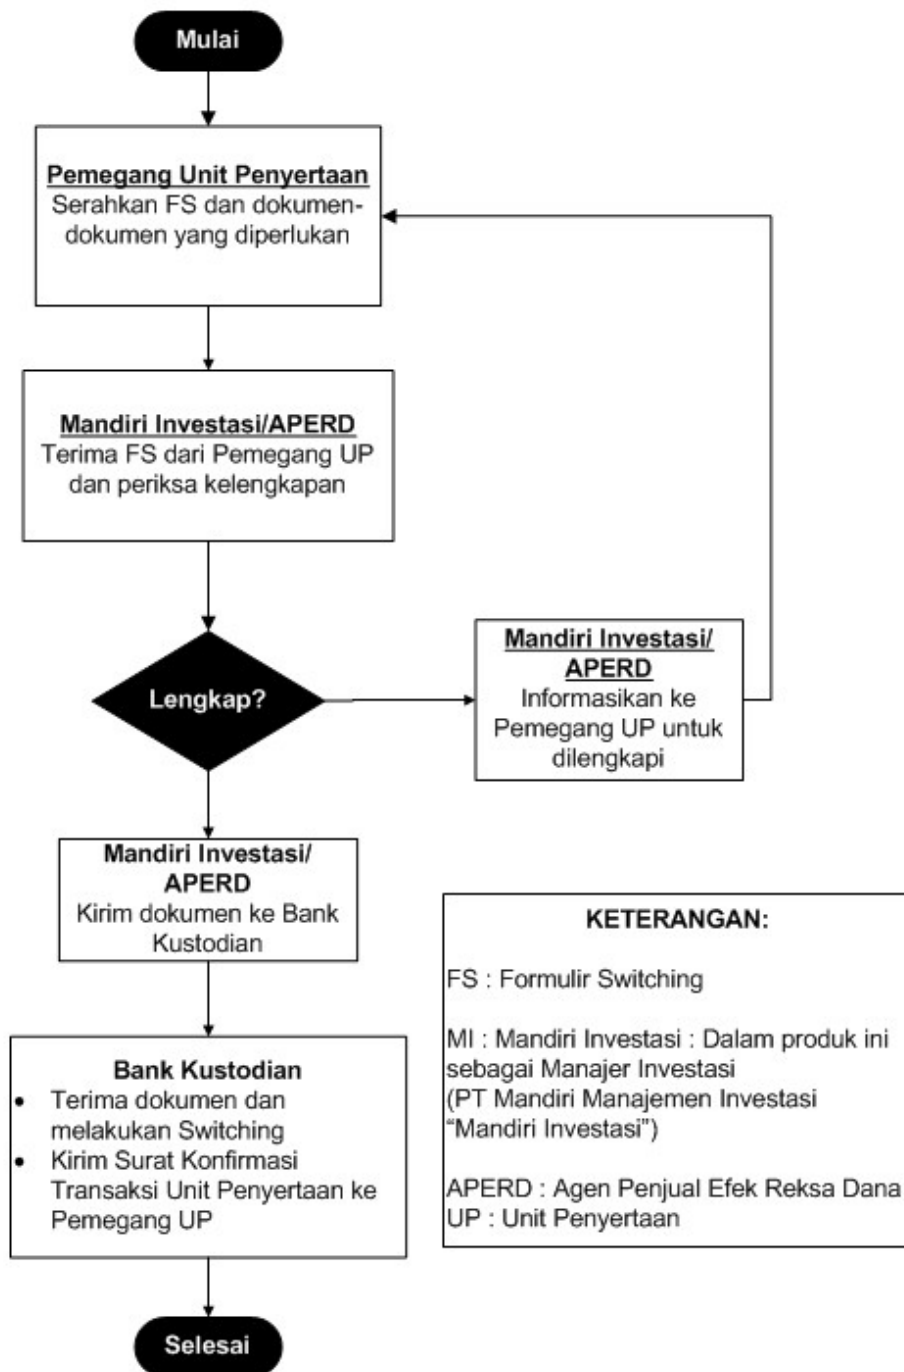 Mulai
Pemegang Unit Penyertaan
Serahkan FS dan dokumen-
dokumen yang diperlukan
Mandiri Investasi/APERD
Terima FS dari Pemegang UP
dan periksa kelengkapan
Lengkap?
Mandiri Investasi/
APERD
Informasikan ke
Pemegang UP untuk
dilengkapi
Mandiri Investasi/
APERD
Kirim dokumen ke Bank
Kustodian
Bank Kustodian
• Terima dokumen dan
melakukan Switching
• Kirim Surat Konfirmasi
Transaksi Unit Penyertaan ke
Pemegang UP
Selesai
KETERANGAN:
FS : Formulir Switching
MI : Mandiri Investasi : Dalam produk ini
sebagai Manajer Investasi
(PT Mandiri Manajemen Investasi
“Mandiri Investasi”)
APERD : Agen Penjual Efek Reksa Dana
UP : Unit Penyertaan